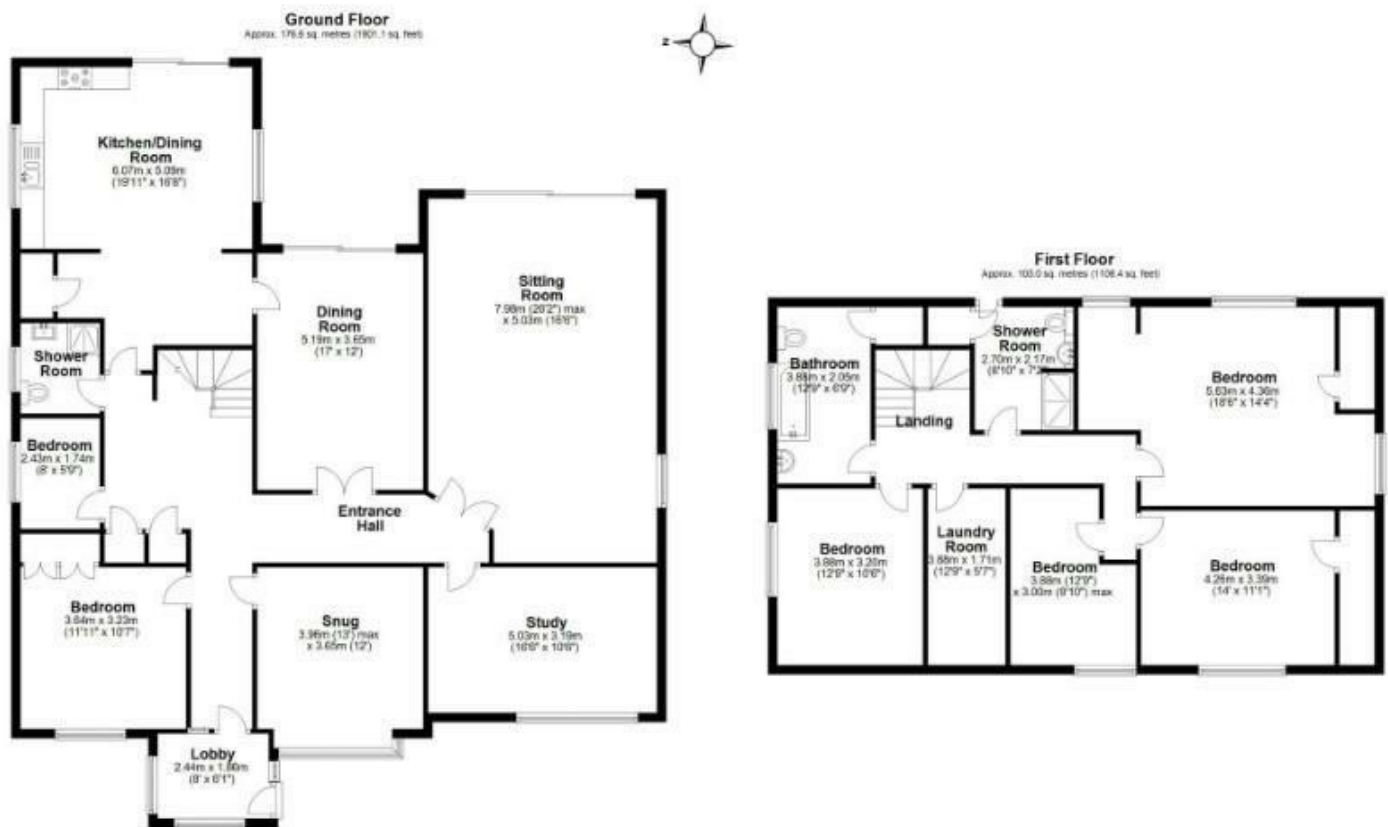 Ground Floor
Approx. 176.6 sq. metres (1901.1 sq. feet)
Z
Kitchen/Dining
Room
6.07m x 5.09m
(19'11" x 16'8")
Sitting
Room
7.98m (26'2") max
x 5.03m (16'6")
Dining
Room
5.19m x 3.65m
(17' x 12')
Shower
Room
Bedroom
2.43m x 1.74m
(8' x 5'9")
Entrance
Hall
Bedroom
3.64m x 3.23m
(11'11" x 10'7")
Snug
3.96m (13') max
x 3.65m (12')
Study
5.03m x 3.19m
(16'6" x 10'6")
Lobby
2.44m x
(8' x 6'1")
First Floor
Approx. sq. metres (1108.4 sq. feet)
Bathroom
3.88m x 2.05m
(12'9" x 6'9")
Shower
Room
2.70m x 2.17m
(8'10" x
Landing
Bedroom
5.63m x 4.36m
(18'6" x 14'4")
Bedroom
3.88m x 3.20m
(12'9" x 10'6")
Laundry
Room
3.88m x 1.71m
(12'9" x 5'7")
Bedroom
3.88m (12'9")
x 3.00m (9'10") max
Bedroom
4.26m x 3.39m
(14' x 11'1")